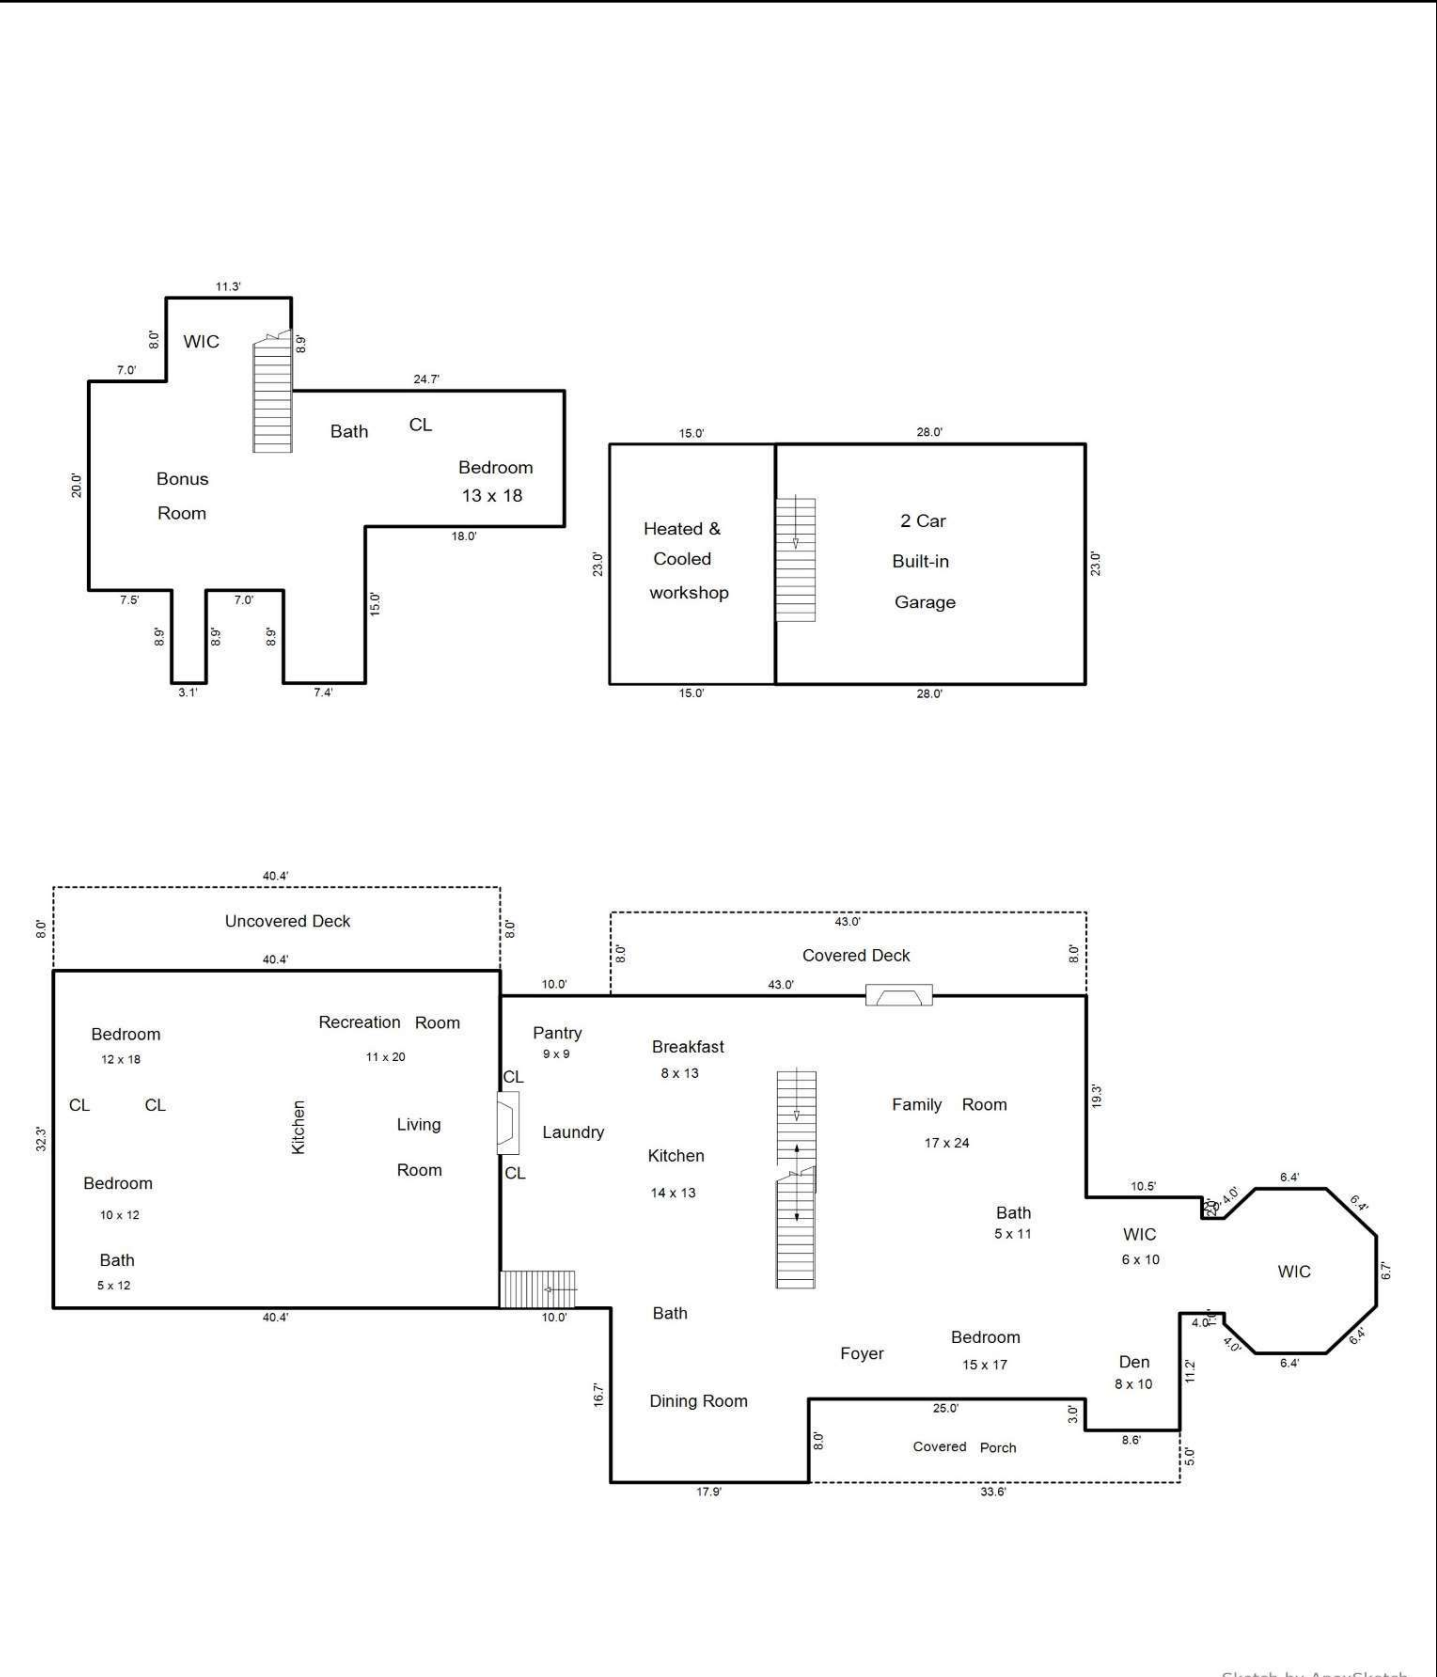 11.3'
8.0'
WIC
8.9'
7.0'
24.7'
Bath
CL
Bedroom
13 x 18
20.0'
Bonus
Room
18.0'
7.5'
7.0'
15.0'
8.9'
8.9'
8.9'
3.1'
7.4'
15.0'
28.0'
Heated &
Cooled
workshop
2 Car
Built-in
Garage
23.0'
23.0'
15.0'
28.0'
40.4'
8.0'
Uncovered Deck
8.0'
40.4'
43.0'
8.0'
Covered Deck
8.0'
10.0'
43.0'
Bedroom
12 x 18
Recreation Room
11 x 20
CL
CL
Kitchen
Living
Room
32.3'
Bedroom
10 x 12
Bath
5 x 12
40.4'
Pantry
9 x 9
CL
Laundry
CL
10.0'
Breakfast
8 x 13
Kitchen
14 x 13
Family Room
17 x 24
19.3'
Bath
5 x 11
10.5'
2.0'
4.0'
6.4'
6.4'
WIC
6 x 10
WIC
6.7'
Bath
Foyer
Bedroom
15 x 17
Den
8 x 10
4.0'
1.0'
4.0'
6.4'
6.4'
11.2'
16.7'
Dining Room
25.0'
3.0'
8.6'
8.0'
Covered Porch
5.0'
17.9'
33.6'
Sketch by ApexSketch